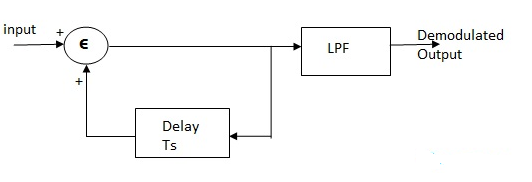 input
+
ϵ
LPF
Demodulated
Output
+
Delay
Ts